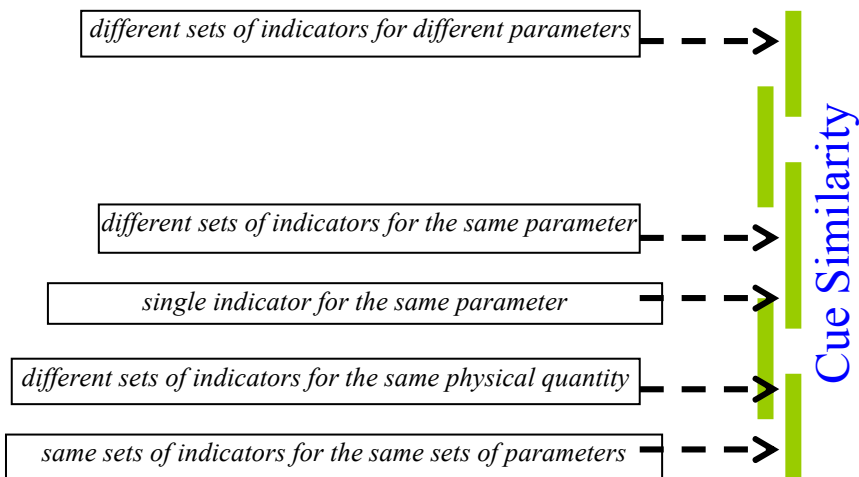 different sets of indicators for different parameters
different sets of indicators for the same parameter
single indicator for the same parameter
different sets of indicators for the same physical quantity
same sets of indicators for the same sets of parameters
Cue Similarity